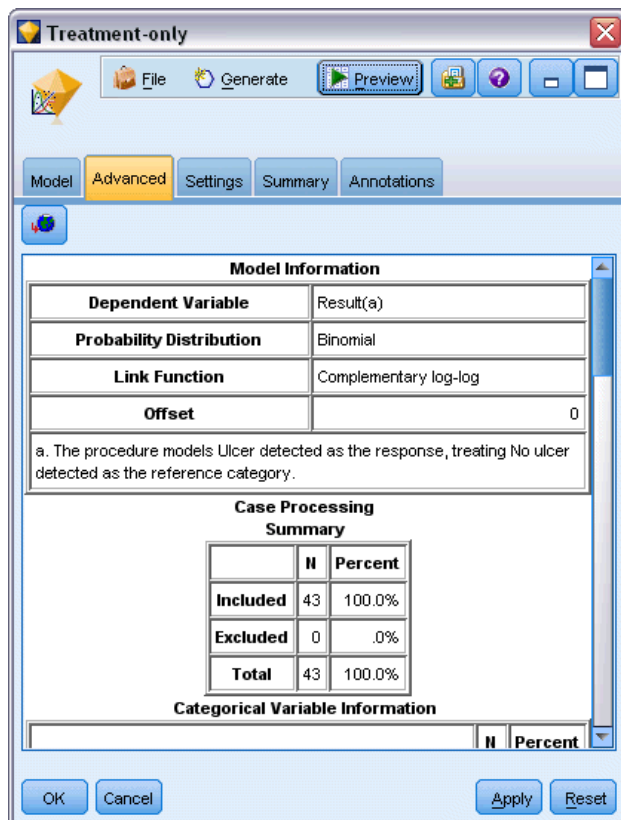 Treatment-only
File Generate Preview
Model Advanced Settings Summary Annotations
Model Information
Dependent Variable Result(a)
Probability Distribution Binomial
Link Function Complementary log-log
Offset 0
a. The procedure models Ulcer detected as the response, treating No ulcer
detected as the reference category.
Case Processing
Summary
N Percent
Included 43 100.0%
Excluded 0 .0%
Total 43 100.0%
Categorical Variable Information
N Percent
OK Cancel Apply Reset